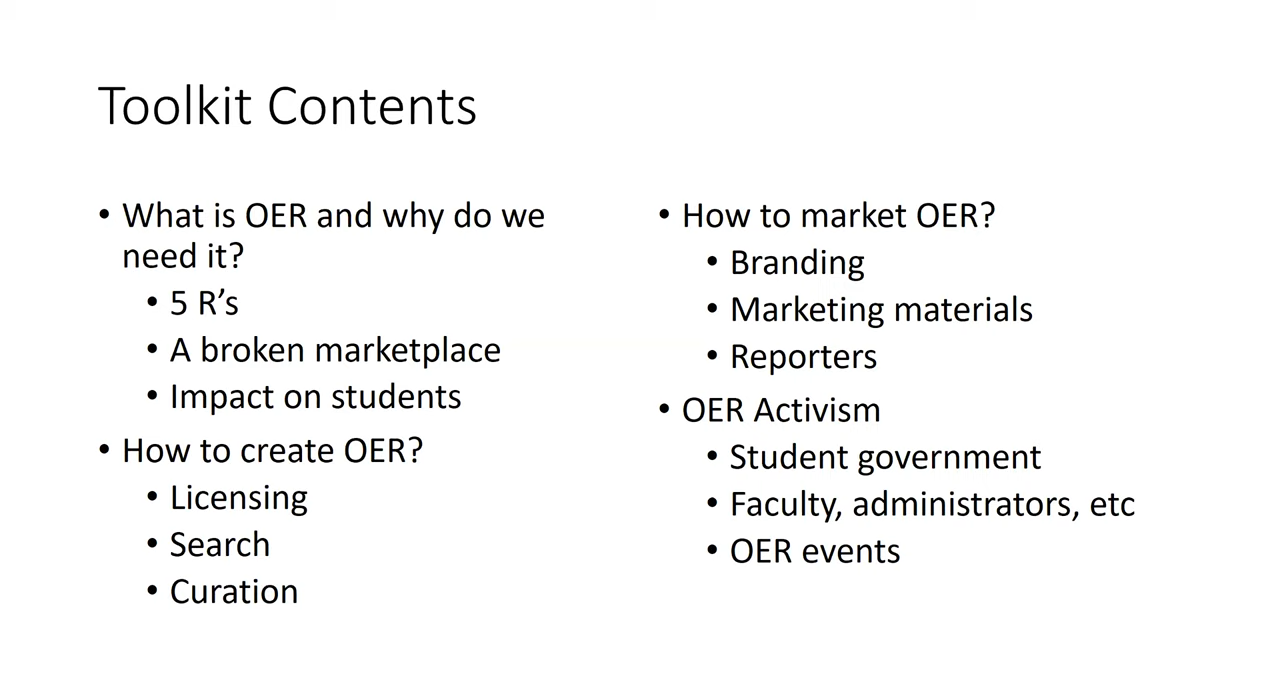 Toolkit Contents
• What is OER and why do we
need it?
• 5 R’s
• A broken marketplace
• Impact on students
• How to create OER?
• Licensing
• Search
• Curation
• How to market OER?
• Branding
• Marketing materials
• Reporters
• OER Activism
• Student government
• Faculty, administrators, etc
• OER events